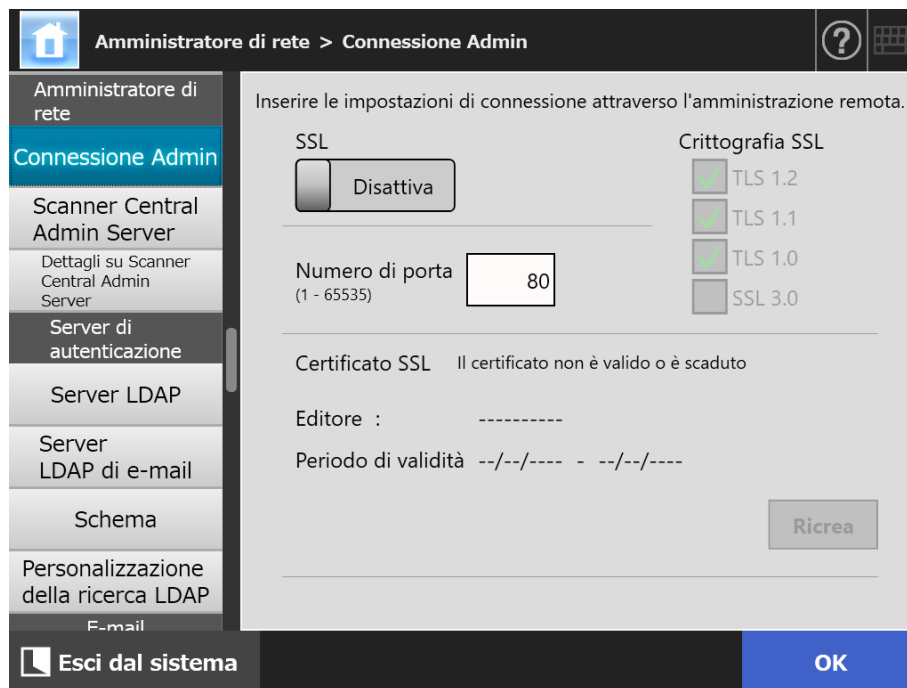 Amministratore di rete > Connessione Admin
?
Amministratore di
rete
Connessione Admin
Scanner Central
Admin Server
Dettagli su Scanner
Central Admin
Server
Server di
autenticazione
Server LDAP
Server
LDAP di e-mail
Schema
Personalizzazione
della ricerca LDAP
E-mail
Inserire le impostazioni di connessione attraverso l'amministrazione remota.
SSL
Disattiva
Crittografia SSL
TLS 1.2
TLS 1.1
TLS 1.0
SSL 3.0
Numero di porta
(1 - 65535)
80
Certificato SSL Il certificato non è valido o è scaduto
Editore : ----------
Periodo di validità --/--/---- - --/--/----
Ricrea
Esci dal sistema
OK